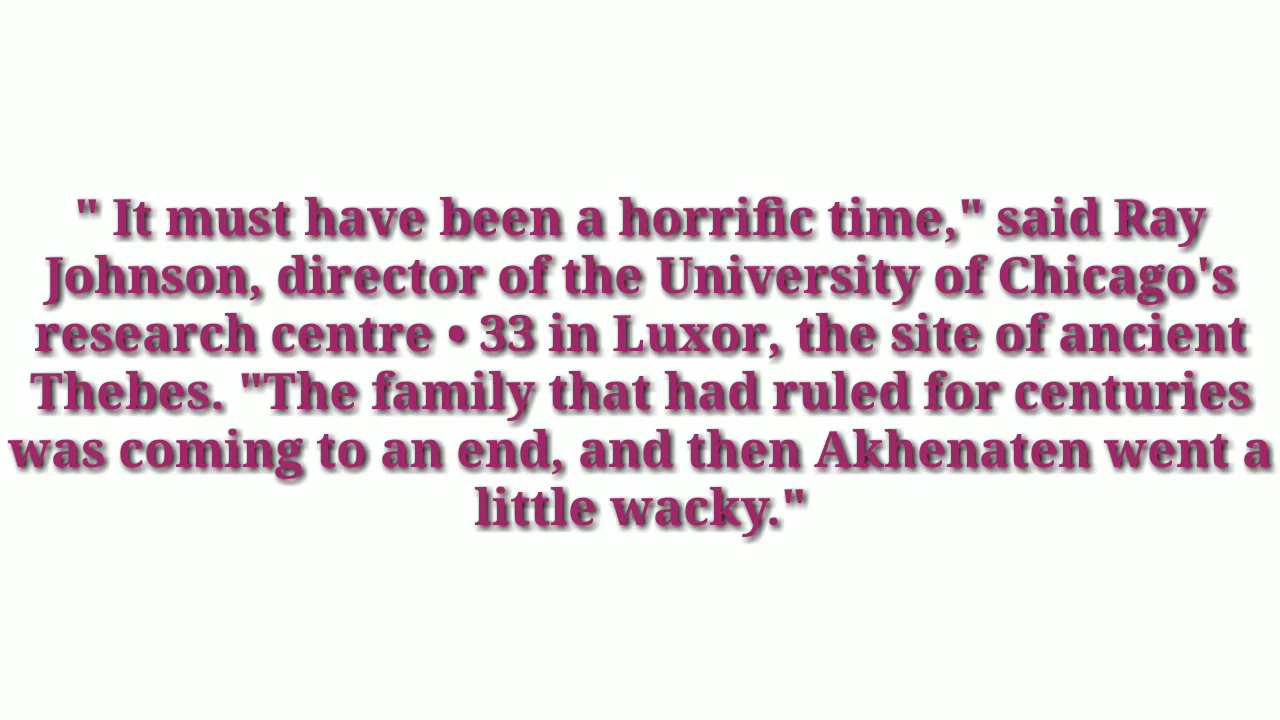 " It must have been a horrific time," said Ray
Johnson, director of the University of Chicago's
research centre • 33 in Luxor, the site of ancient
Thebes. "The family that had ruled for centuries
was coming to an end, and then Akhenaten went a
little wacky."